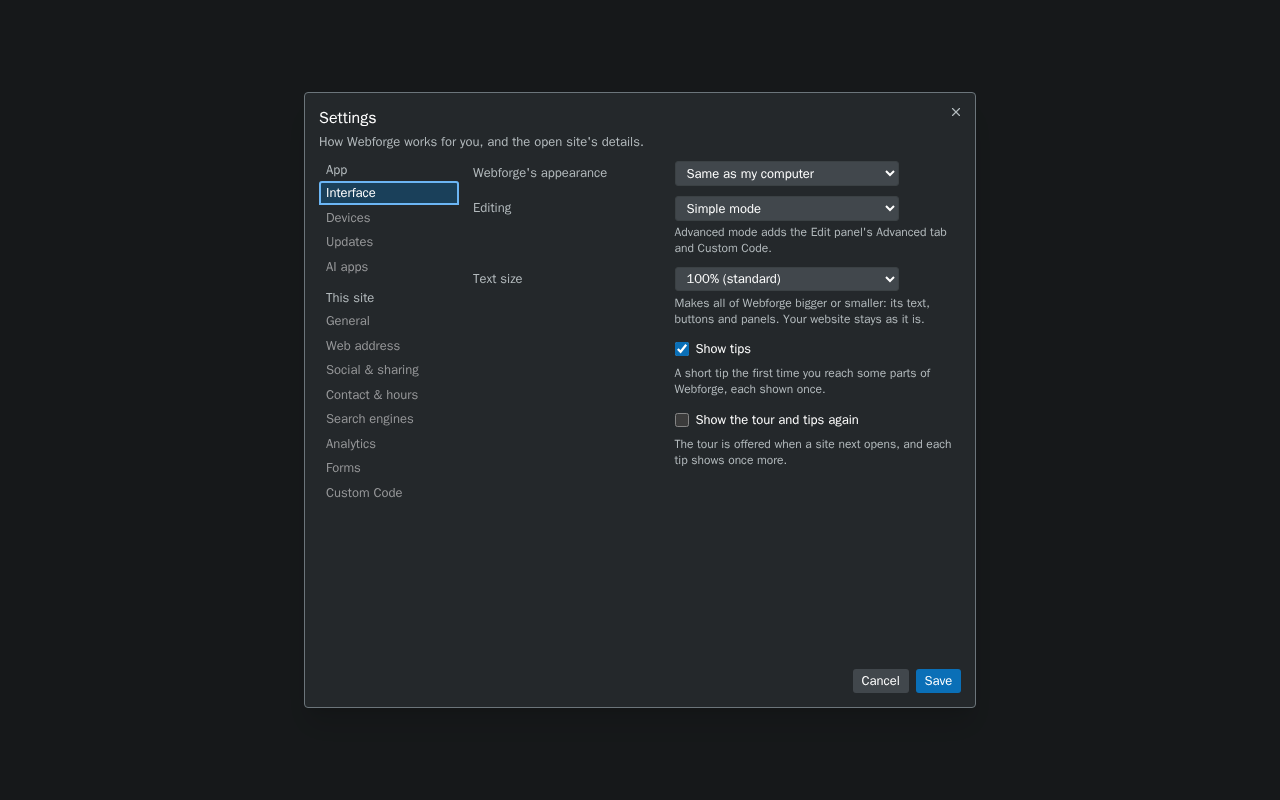 Settings
How Webforge works for you, and the open site's details.
App
Interface
Devices
Updates
AI apps
This site
General
Web address
Social & sharing
Contact & hours
Search engines
Analytics
Forms
Custom Code
Webforge's appearance
Same as my computer
Editing
Simple mode
Advanced mode adds the Edit panel's Advanced tab
and Custom Code.
Text size
100% (standard)
Makes all of Webforge bigger or smaller: its text,
buttons and panels. Your website stays as it is.
Show tips
A short tip the first time you reach some parts of
Webforge, each shown once.
Show the tour and tips again
The tour is offered when a site next opens, and each
tip shows once more.
Cancel
Save